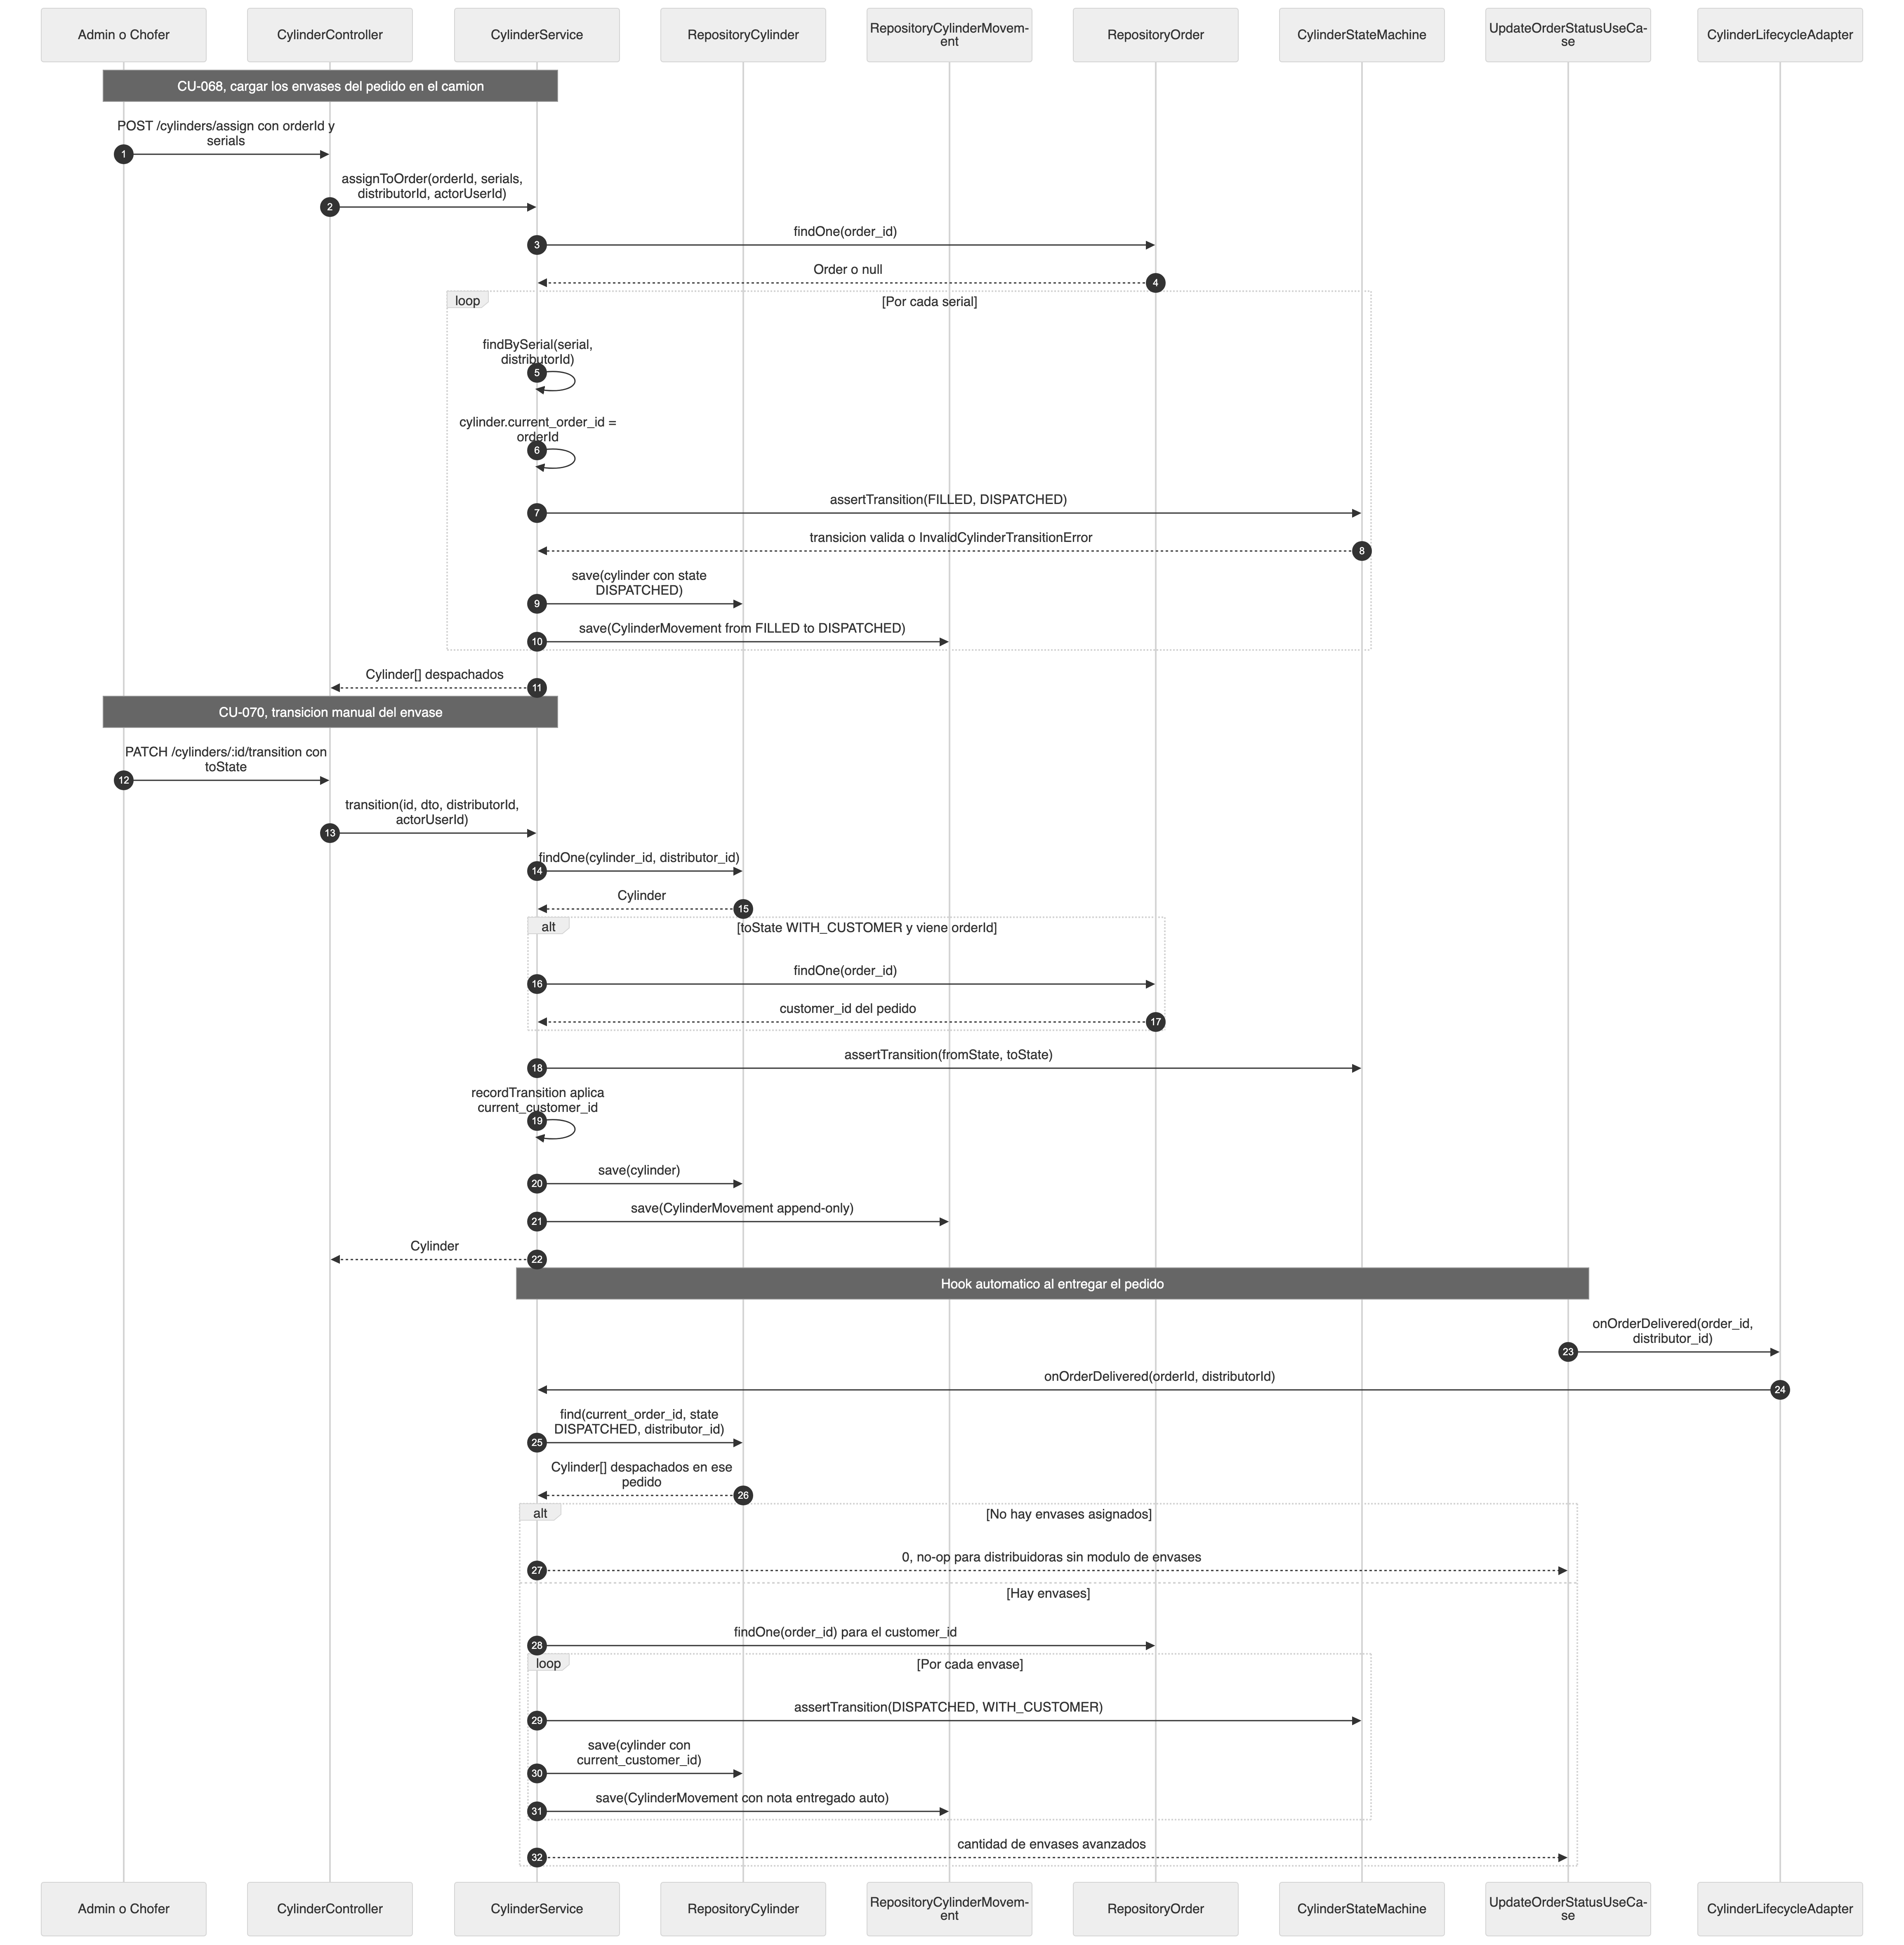 Admin o Chofer
CylinderController
CylinderService
RepositoryCylinder
RepositoryCylinderMovem-
ent
RepositoryOrder
CylinderStateMachine
UpdateOrderStatusUseCa-
se
CylinderLifecycleAdapter
CU-068, cargar los envases del pedido en el camion
POST /cylinders/assign con orderId y
serials
1
assignToOrder(orderId, serials,
distributorId, actorUserId)
2
findOne(order_id)
3
Order o null
4
loop
[Por cada serial]
findBySerial(serial,
distributorId)
5
cylinder.current_order_id =
orderId
6
assertTransition(FILLED, DISPATCHED)
7
transicion valida o InvalidCylinderTransitionError
8
save(cylinder con state
DISPATCHED)
9
save(CylinderMovement from FILLED to DISPATCHED)
10
Cylinder[] despachados
11
CU-070, transicion manual del envase
PATCH /cylinders/:id/transition con
toState
12
transition(id, dto, distributorId,
actorUserId)
13
findOne(cylinder_id, distributor_id)
14
Cylinder
15
alt
[toState WITH_CUSTOMER y viene orderId]
findOne(order_id)
16
customer_id del pedido
17
assertTransition(fromState, toState)
18
recordTransition aplica
current_customer_id
19
save(cylinder)
20
save(CylinderMovement append-only)
21
Cylinder
22
Hook automatico al entregar el pedido
onOrderDelivered(order_id,
distributor_id)
23
onOrderDelivered(orderId, distributorId)
24
find(current_order_id, state
DISPATCHED, distributor_id)
25
Cylinder[] despachados en ese
pedido
26
alt
[No hay envases asignados]
0, no-op para distribuidoras sin modulo de envases
27
[Hay envases]
findOne(order_id) para el customer_id
28
loop
[Por cada envase]
assertTransition(DISPATCHED, WITH_CUSTOMER)
29
save(cylinder con
current_customer_id)
30
save(CylinderMovement con nota entregado auto)
31
cantidad de envases avanzados
32
Admin o Chofer
CylinderController
CylinderService
RepositoryCylinder
RepositoryCylinderMovem-
ent
RepositoryOrder
CylinderStateMachine
UpdateOrderStatusUseCa-
se
CylinderLifecycleAdapter